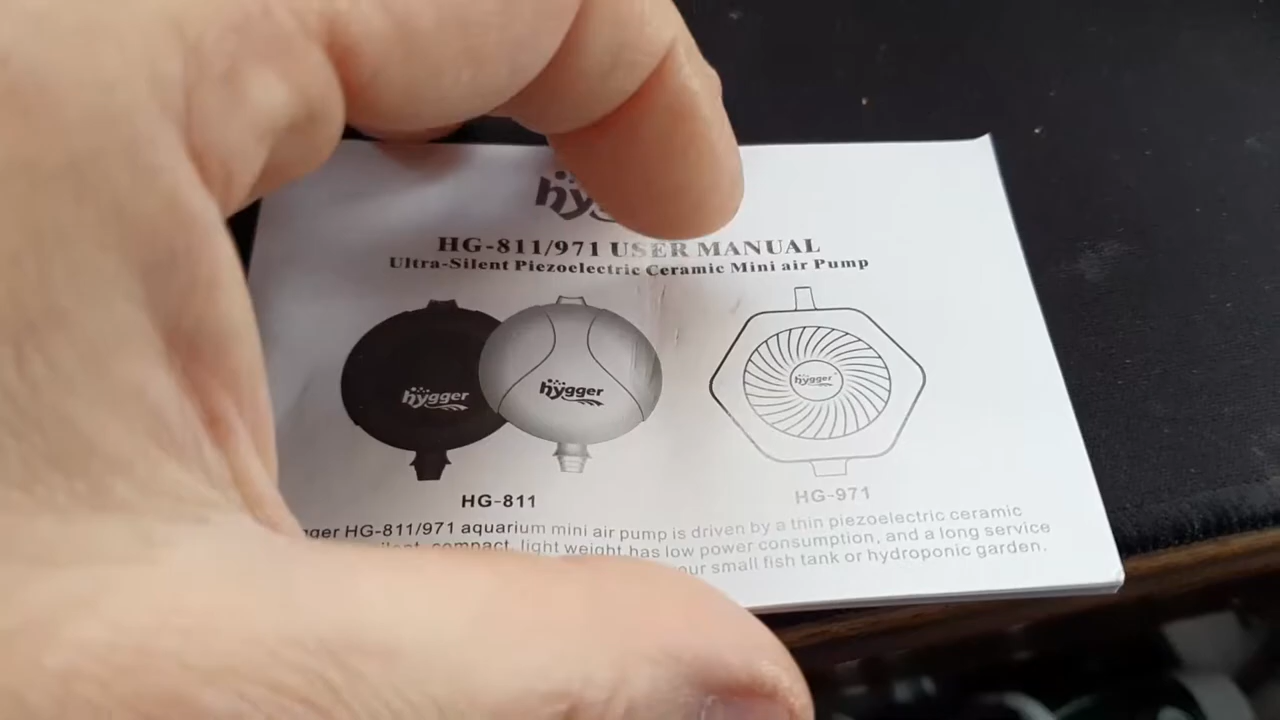 hy
HG-811/971 USER MANUAL
Ultra-Silent Piezoelectric Ceramic Mini air Pump
hygger
hygger
hygger
HG-811
HG-971
HG-811/971 aquarium mini air pump is driven by a thin piezoelectric ceramic
compact, light weight has low power consumption, and a long service
small fish tank or hydroponic garden.